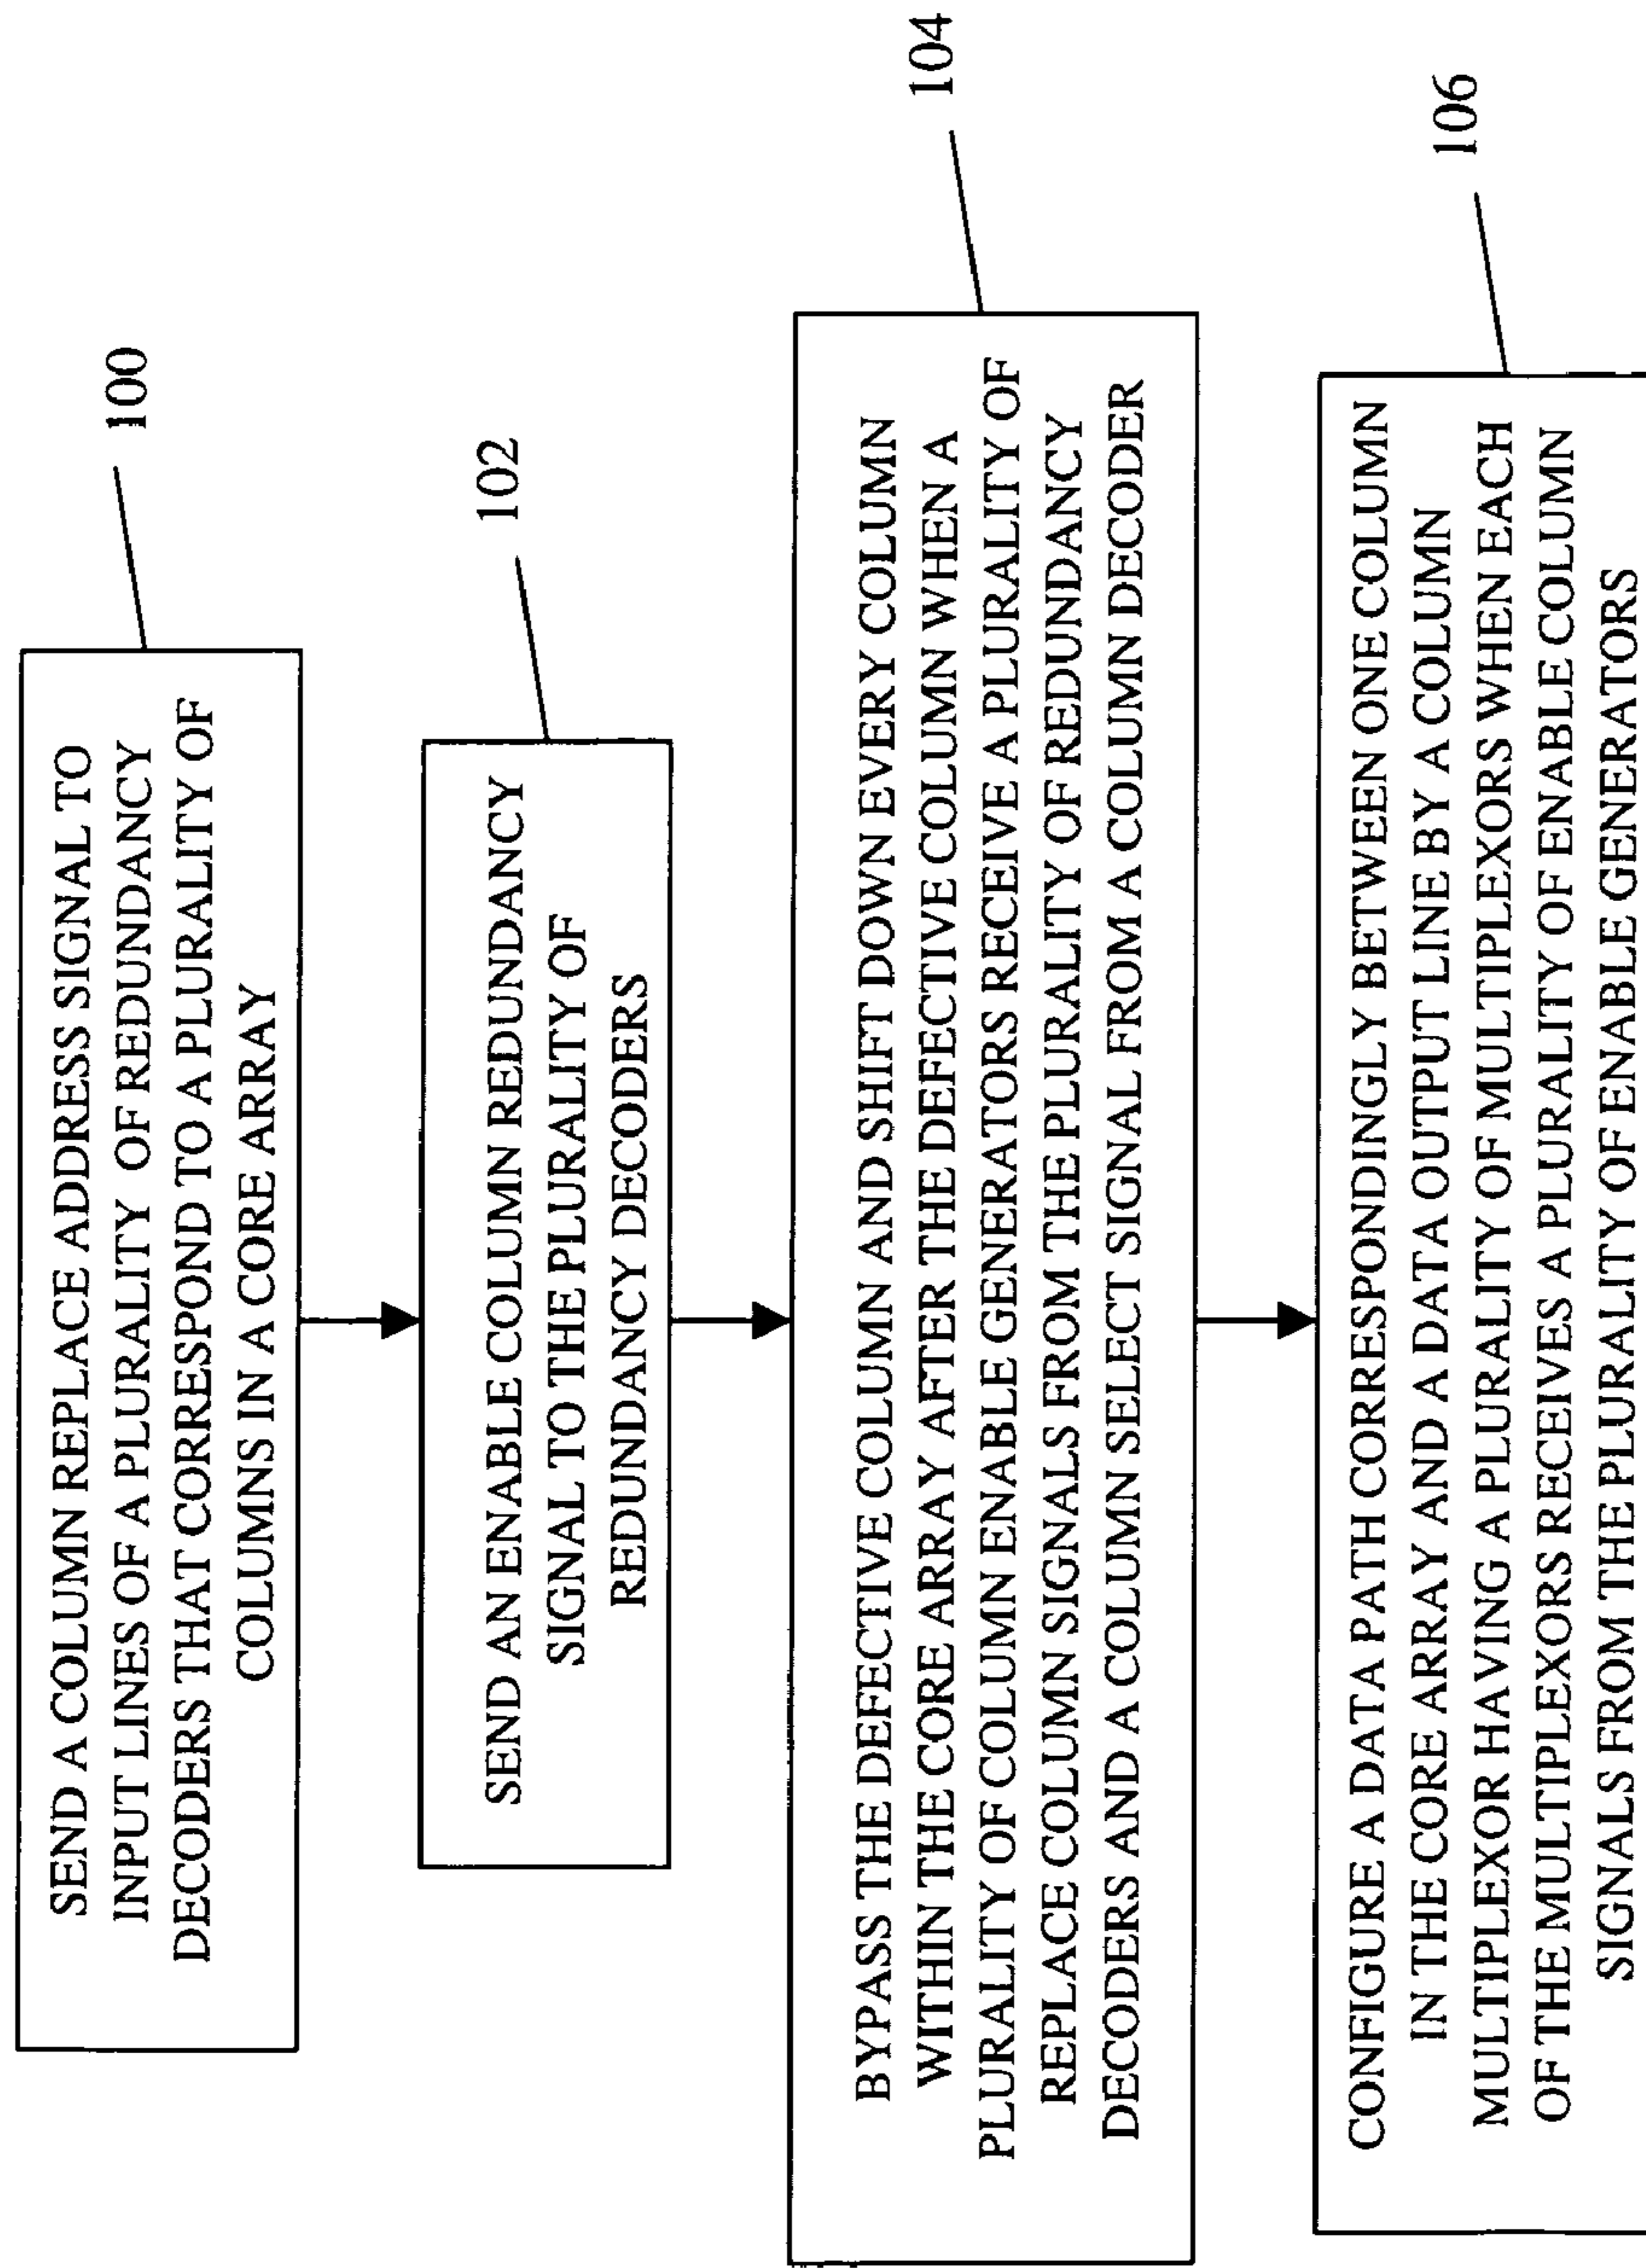 100
SEND A COLUMN REPLACE ADDRESS SIGNAL TO
INPUT LINES OF A PLURALITY OF REDUNDANCY
DECODERS THAT CORRESPOND TO A PLURALITY OF
COLUMNS IN A CORE ARRAY
102
SEND AN ENABLE COLUMN REDUNDANCY
SIGNAL TO THE PLURALITY OF
REDUNDANCY DECODERS
104
BYPASS THE DEFECTIVE COLUMN AND SHIFT DOWN EVERY COLUMN
WITHIN THE CORE ARRAY AFTER THE DEFECTIVE COLUMN WHEN A
PLURALITY OF COLUMN ENABLE GENERATORS RECEIVE A PLURALITY OF
REPLACE COLUMN SIGNALS FROM THE PLURALITY OF REDUNDANCY
DECODERS AND A COLUMN SELECT SIGNAL FROM A COLUMN DECODER
106
CONFIGURE A DATA PATH CORRESPONDINGLY BETWEEN ONE COLUMN
IN THE CORE ARRAY AND A DATA OUTPUT LINE BY A COLUMN
MULTIPLEXOR HAVING A PLURALITY OF MULTIPLEXORS WHEN EACH
OF THE MULTIPLEXORS RECEIVES A PLURALITY OF ENABLE COLUMN
SIGNALS FROM THE PLURALITY OF ENABLE GENERATORS